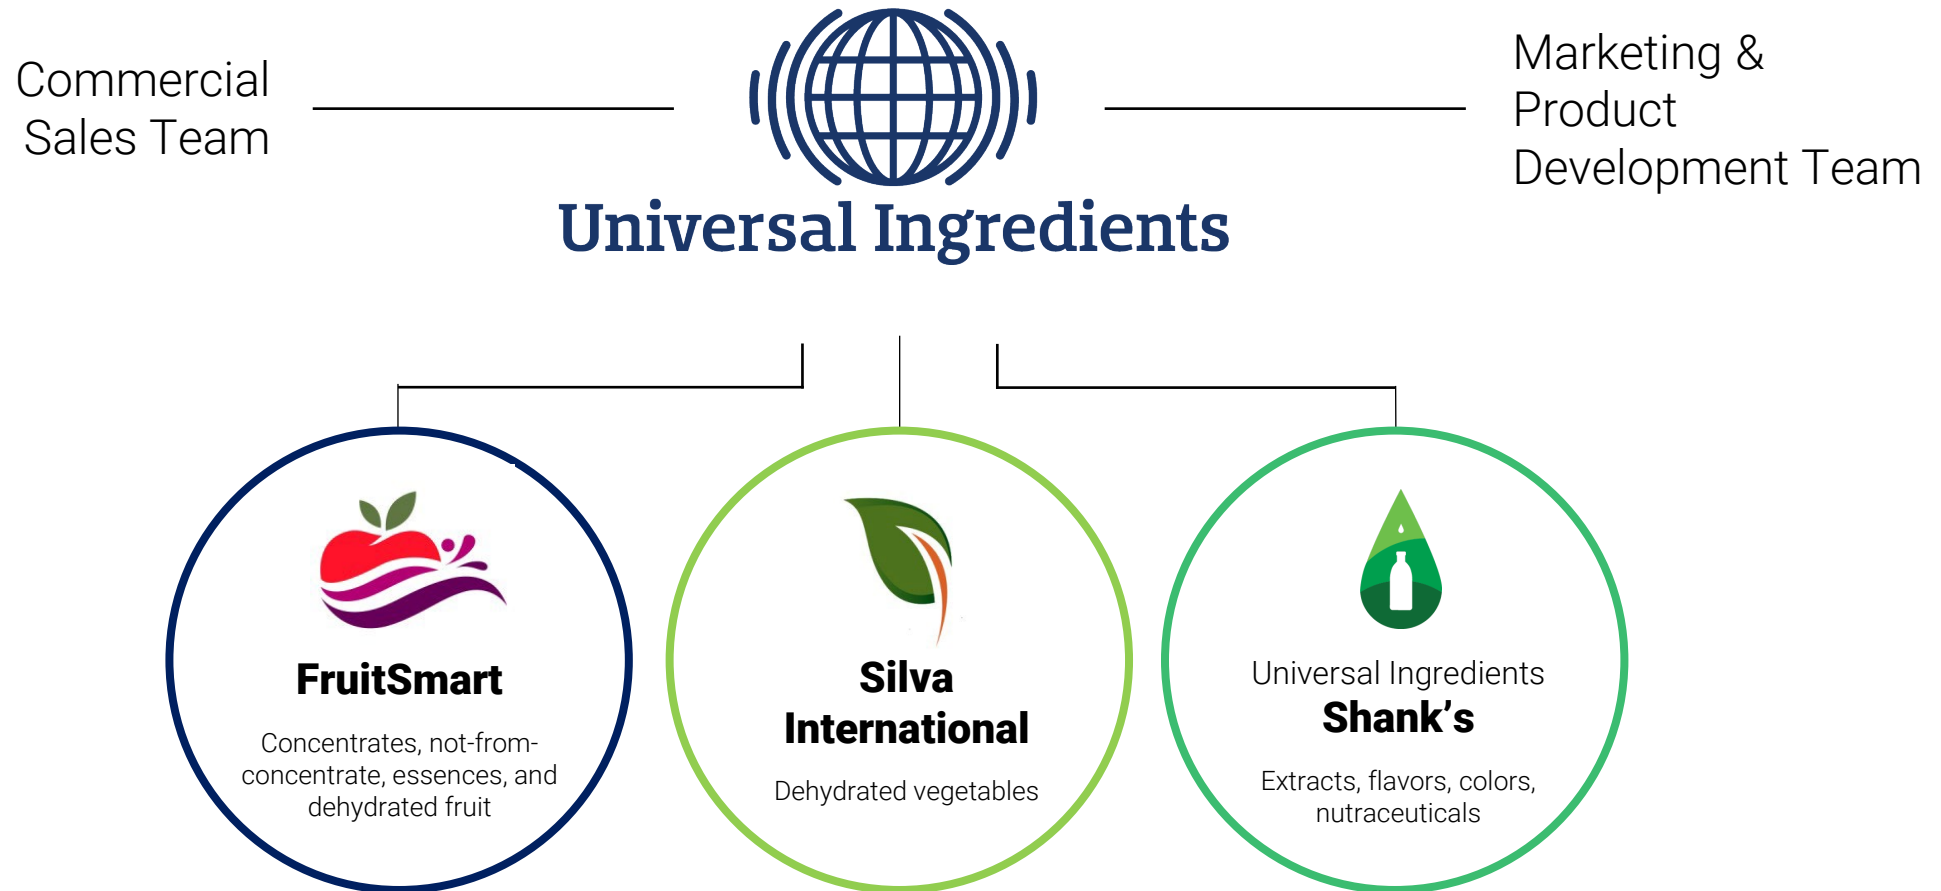 Commercial
Sales Team
Universal Ingredients
Marketing &
Product
Development Team
FruitSmart
Concentrates, not-from-
concentrate, essences, and
dehydrated fruit
Silva
International
Dehydrated vegetables
Universal Ingredients
Shank’s
Extracts, flavors, colors,
nutraceuticals